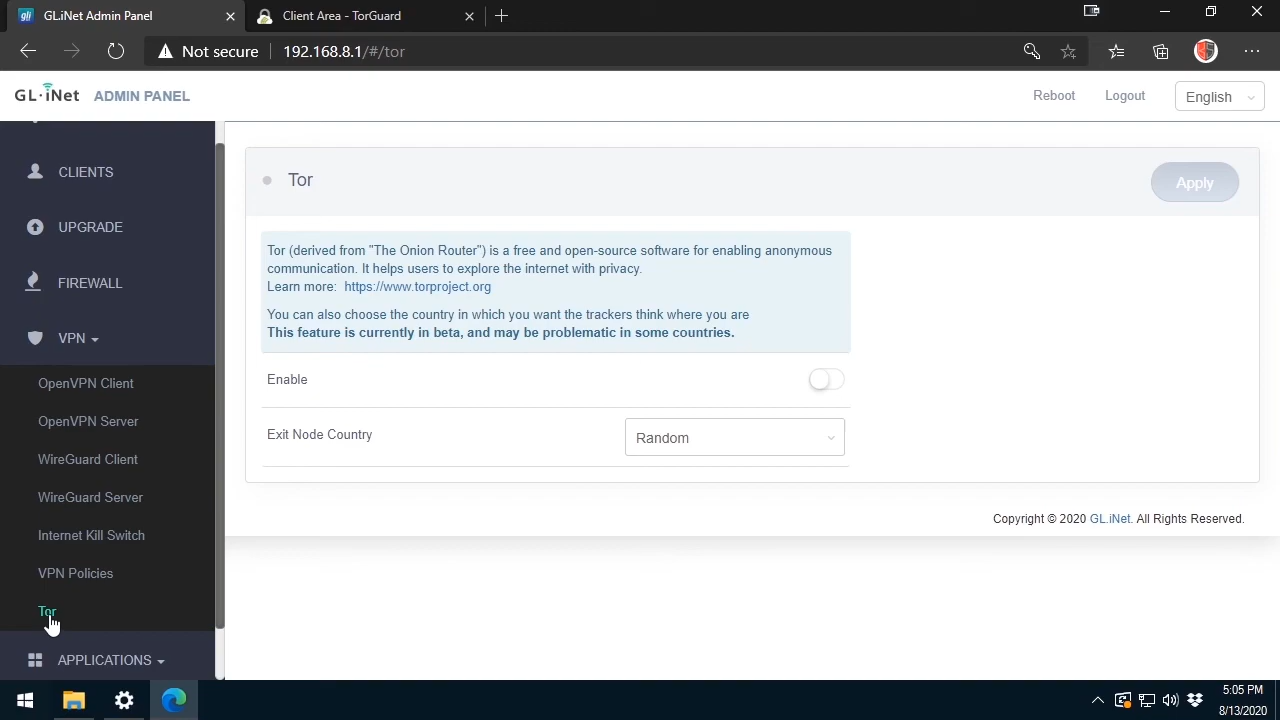 gli GL.iNet Admin Panel
Client Area - TorGuard
Not secure
192.168.8.1/#/tor
GL·iNet ADMIN PANEL
Reboot
Logout
English
CLIENTS
UPGRADE
FIREWALL
VPN
OpenVPN Client
OpenVPN Server
WireGuard Client
WireGuard Server
Internet Kill Switch
VPN Policies
Tor
APPLICATIONS
Tor
Apply
Tor (derived from "The Onion Router") is a free and open-source software for enabling anonymous
communication. It helps users to explore the internet with privacy.
Learn more: https://www.torproject.org
You can also choose the country in which you want the trackers think where you are
This feature is currently in beta, and may be problematic in some countries.
Enable
Exit Node Country
Random
Copyright © 2020 GL.iNet. All Rights Reserved.
5:05 PM
8/13/2020